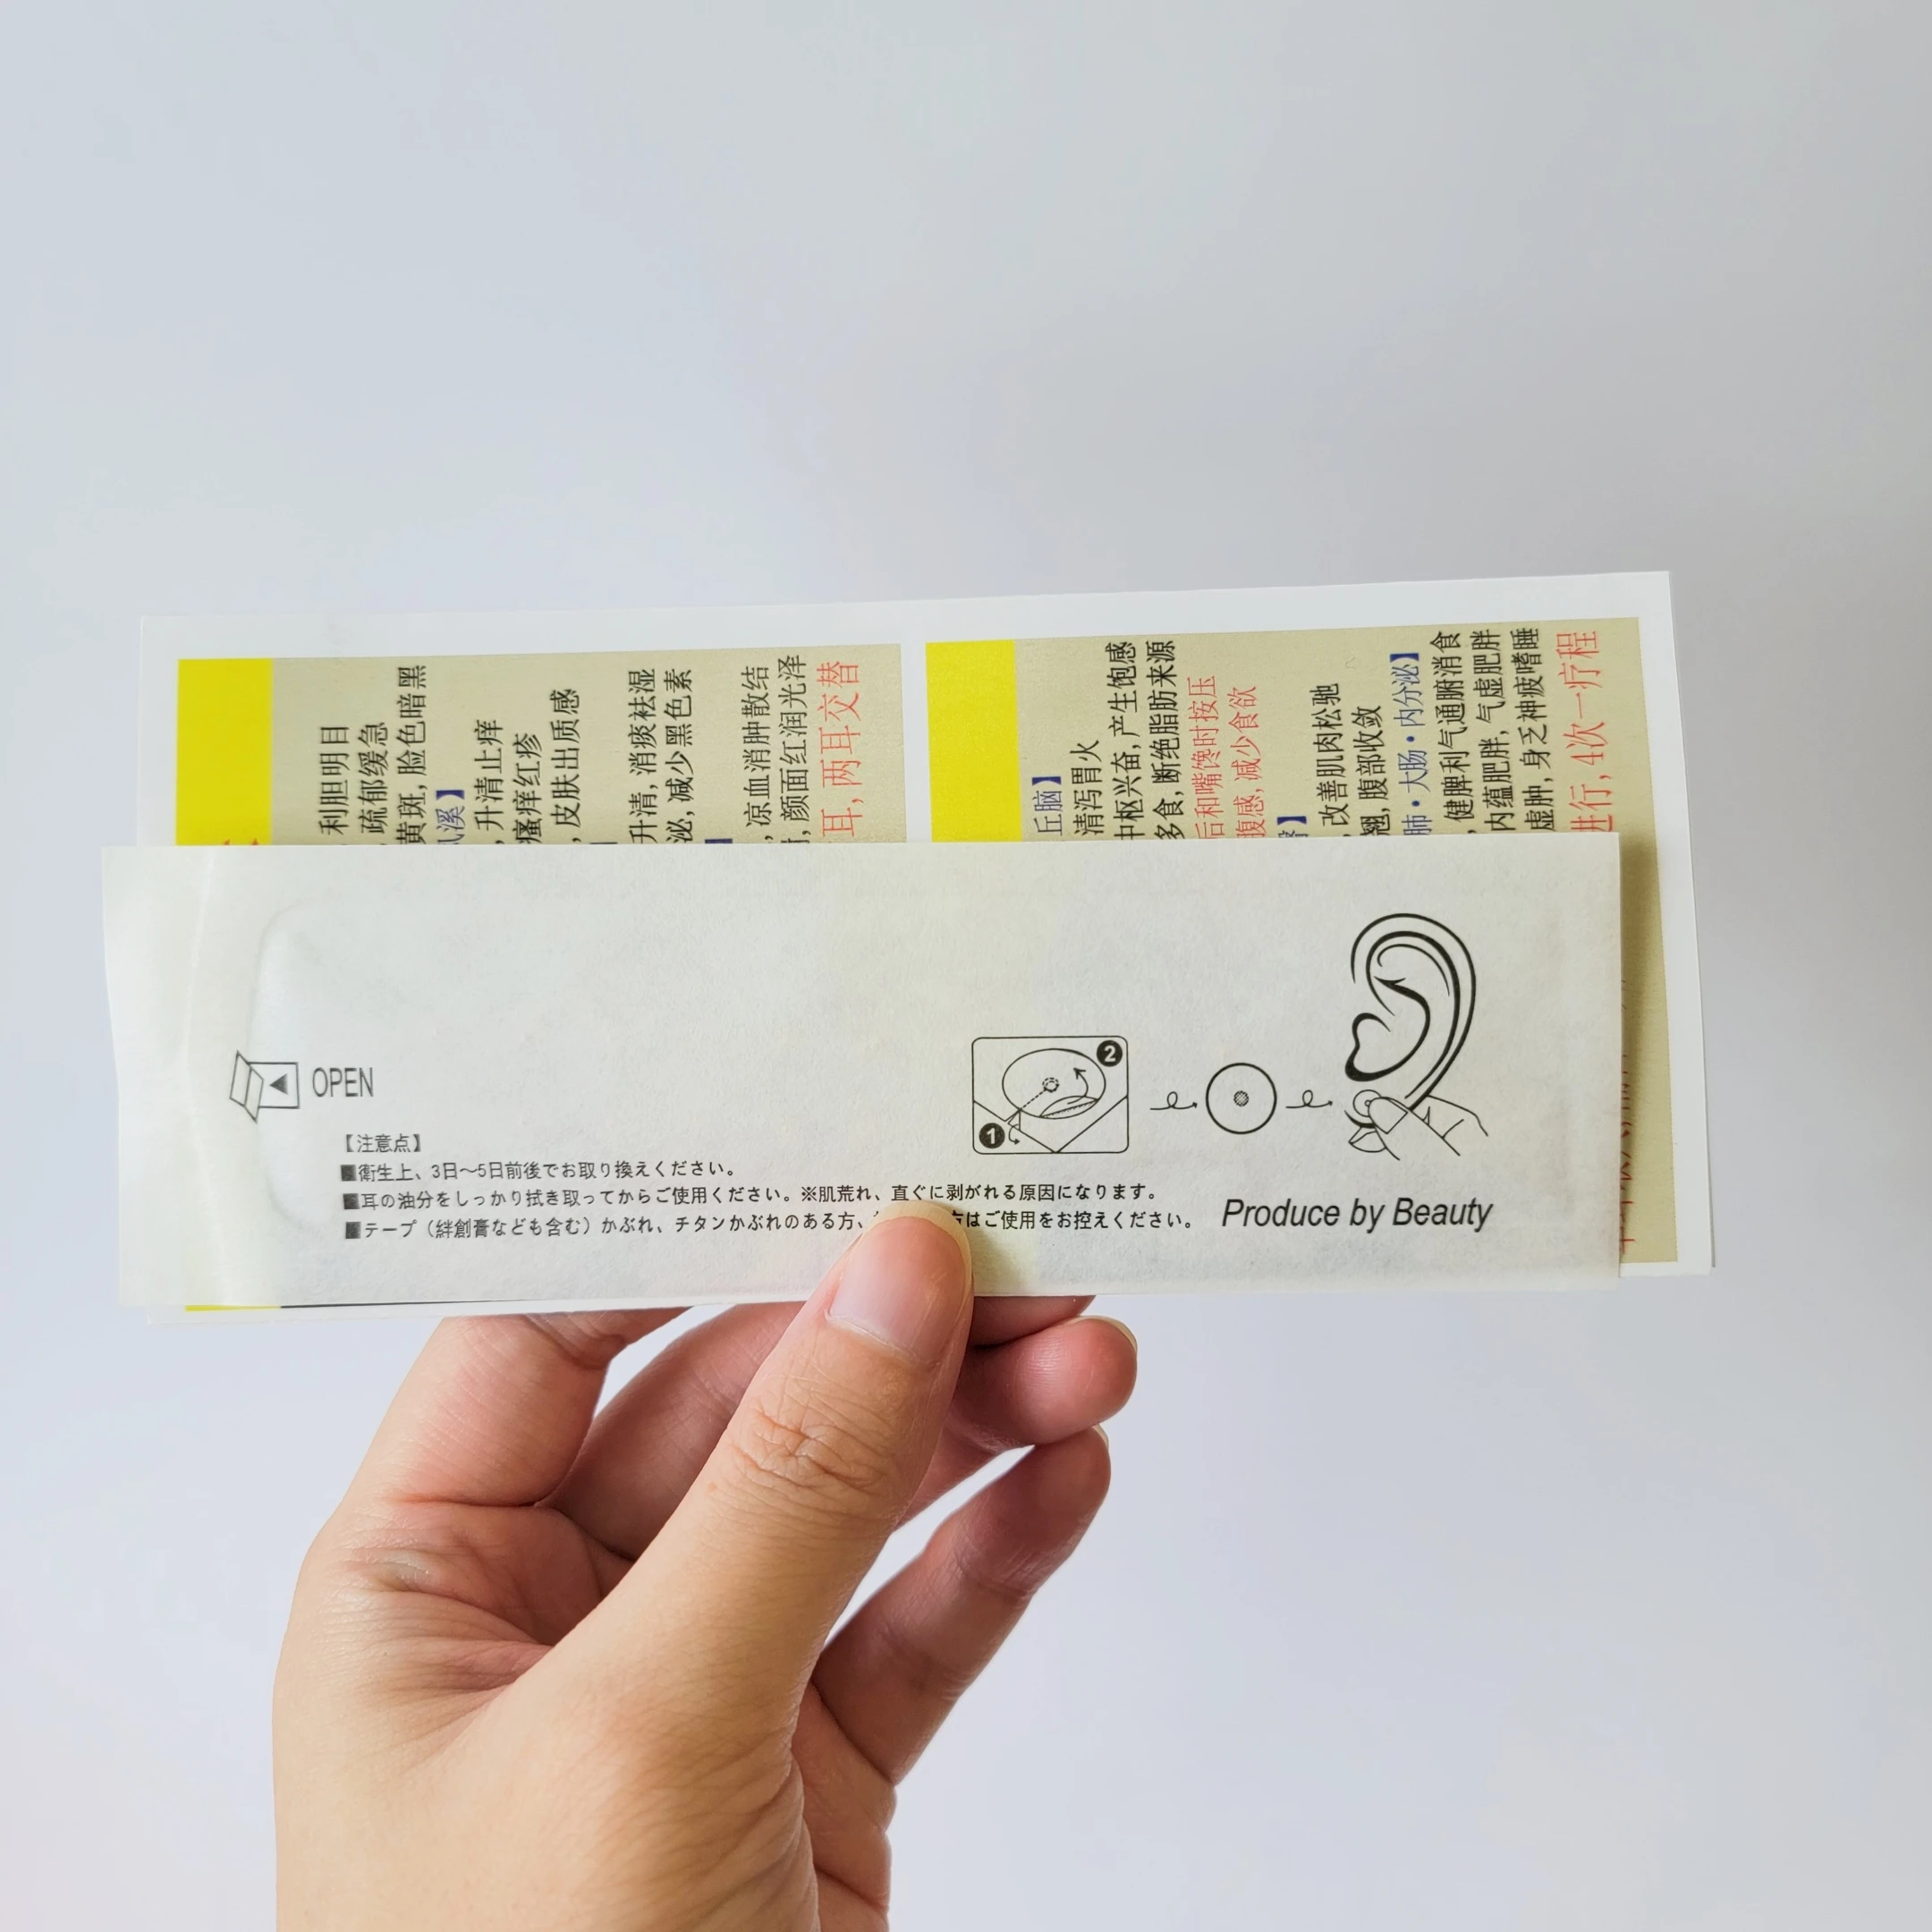 利胆明目
疏郁缓急
黄斑, 脸色暗黑
溪】
, 升清止痒
瘙痒红疹
, 皮肤出质感
】
升清, 消痰祛湿
泌, 减少黑色素
】
, 凉血消肿散结
, 颜面红润光泽
耳, 两耳交替
丘脑】
清泻胃火
中枢兴奋, 产生饱感
多食, 断绝脂肪来源
后和嘴馋时按压
腹感, 减少食欲
】
, 改善肌肉松驰
翘, 腹部收敛
肺·大肠·内分泌】
, 健脾利气通腑消食
内蕴肥胖, 气虚肥胖
虚肿, 身乏神疲嗜睡
进行, 4次一疗程
OPEN
❷
❶
【注意点】
■衛生上、3日～5日前後でお取り換えください。
■耳の油分をしっかり拭き取ってからご使用ください。※肌荒れ、直ぐに剥がれる原因になります。
■テープ（絆創膏なども含む）かぶれ、チタンかぶれのある方、 方はご使用をお控えください。
Produce by Beauty